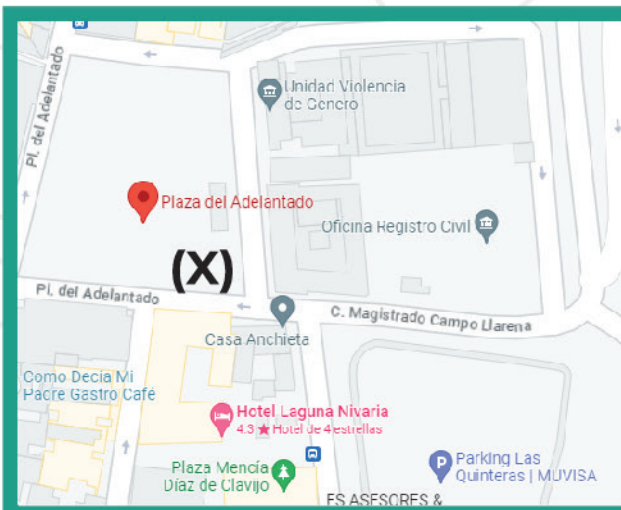 Pl. del Adelantado
Unidad Violencia
de Genero
Plaza del Adelantado
Oficina Registro Civil
(X)
Pl. del Adelantado
C. Magistrado Campo Llarena
Casa Anchieta
Como Decia Mi
Padre Gastro Café
Hotel Laguna Nivaria
4.3 ★ Hotel de 4 estrellas
P
Parking Las
Quinteras | MUVISA
Plaza Mencía
Díaz de Clavijo
ES ASESORES &